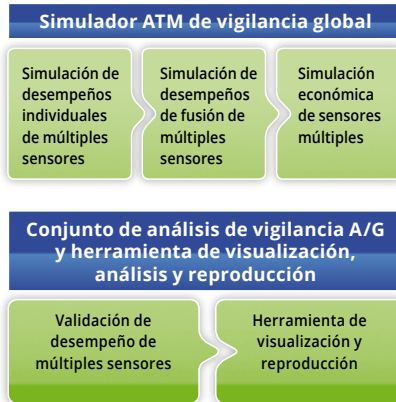 Simulador ATM de vigilancia global
Simulación de
desempeños
individuales
de múltiples
sensores
Simulación de
desempeños
de fusión de
múltiples
sensores
Simulación
económica
de sensores
múltiples
Conjunto de análisis de vigilancia A/G
y herramienta de visualización,
análisis y reproducción
Validación de
desempeño de
múltiples sensores
Herramienta de
visualización y
reproducción